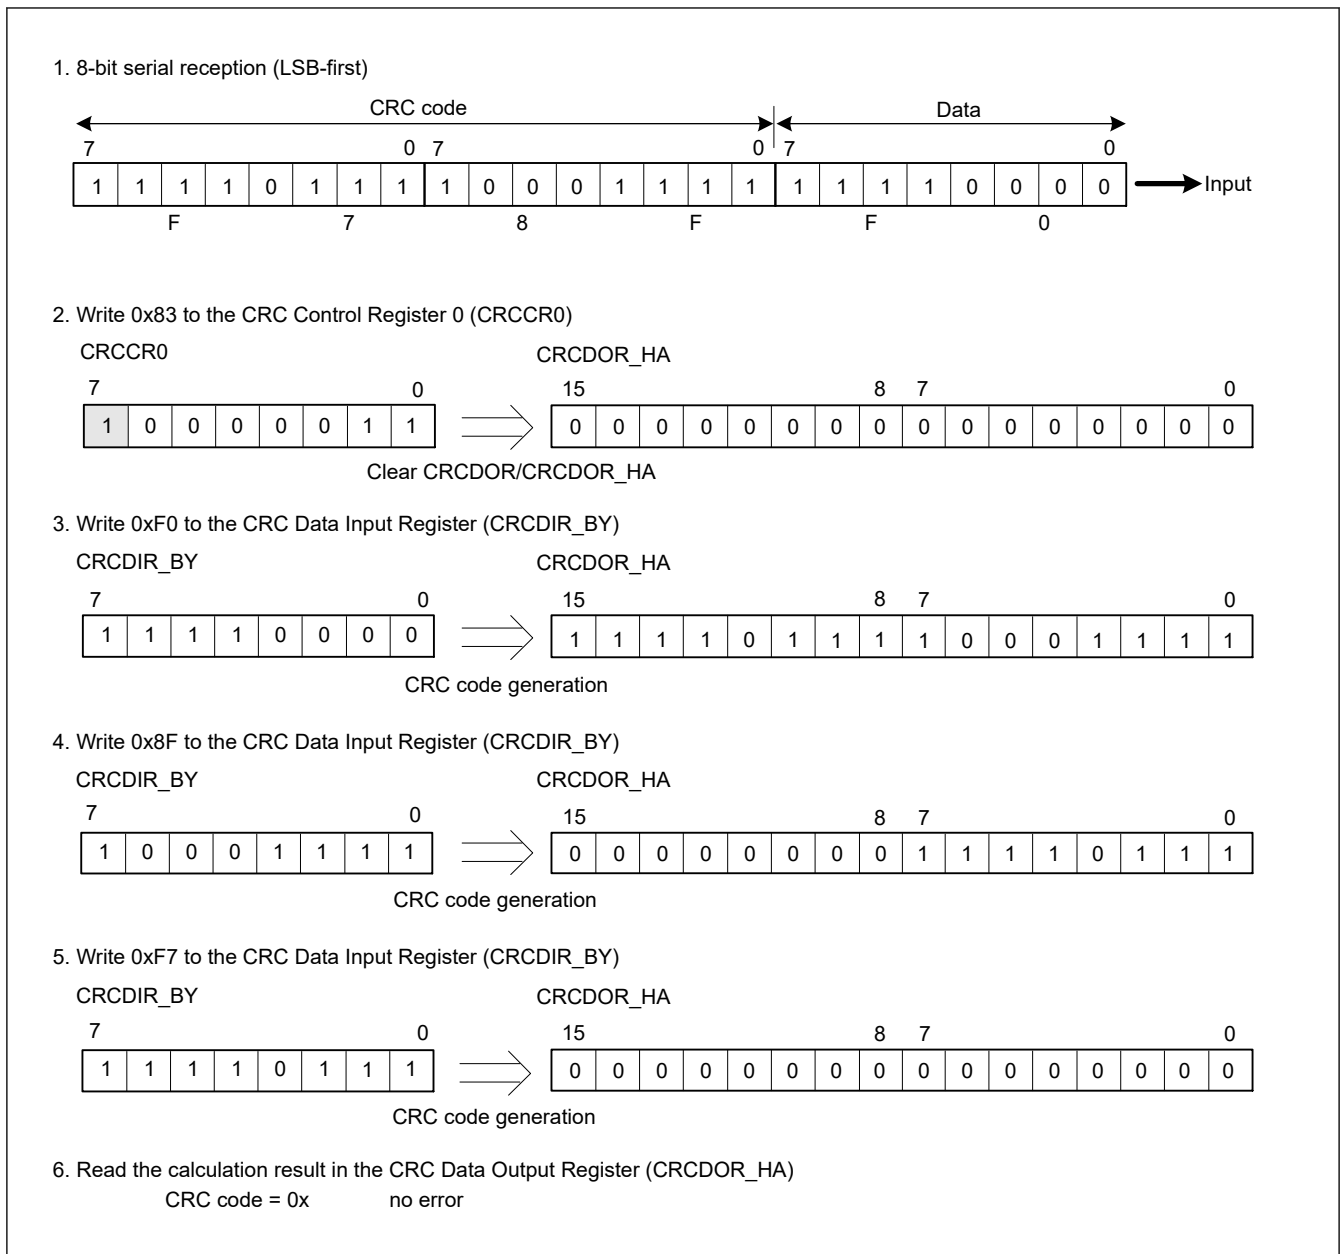 1. 8-bit serial reception (LSB-first)
CRC code Data
7 0 7 0 7 0
1 1 1 1 0 1 1 1 1 0 0 0 1 1 1 1 1 1 1 1 0 0 0 0 Input
F 7 8 F F 0
2. Write 0x83 to the CRC Control Register 0 (CRCCR0)
CRCCR0 CRCDOR_HA
7 0 15 8 7 0
1 0 0 0 0 0 1 1 0 0 0 0 0 0 0 0 0 0 0 0 0 0 0 0
Clear CRCDOR/CRCDOR_HA
3. Write 0xF0 to the CRC Data Input Register (CRCDIR_BY)
CRCDIR_BY CRCDOR_HA
7 0 15 8 7 0
1 1 1 1 0 0 0 0 1 1 1 1 0 1 1 1 1 0 0 0 1 1 1 1
CRC code generation
4. Write 0x8F to the CRC Data Input Register (CRCDIR_BY)
CRCDIR_BY CRCDOR_HA
7 0 15 8 7 0
1 0 0 0 1 1 1 1 0 0 0 0 0 0 0 0 1 1 1 1 0 1 1 1
CRC code generation
5. Write 0xF7 to the CRC Data Input Register (CRCDIR_BY)
CRCDIR_BY CRCDOR_HA
7 0 15 8 7 0
1 1 1 1 0 1 1 1 0 0 0 0 0 0 0 0 0 0 0 0 0 0 0 0
CRC code generation
6. Read the calculation result in the CRC Data Output Register (CRCDOR_HA)
CRC code = 0x no error